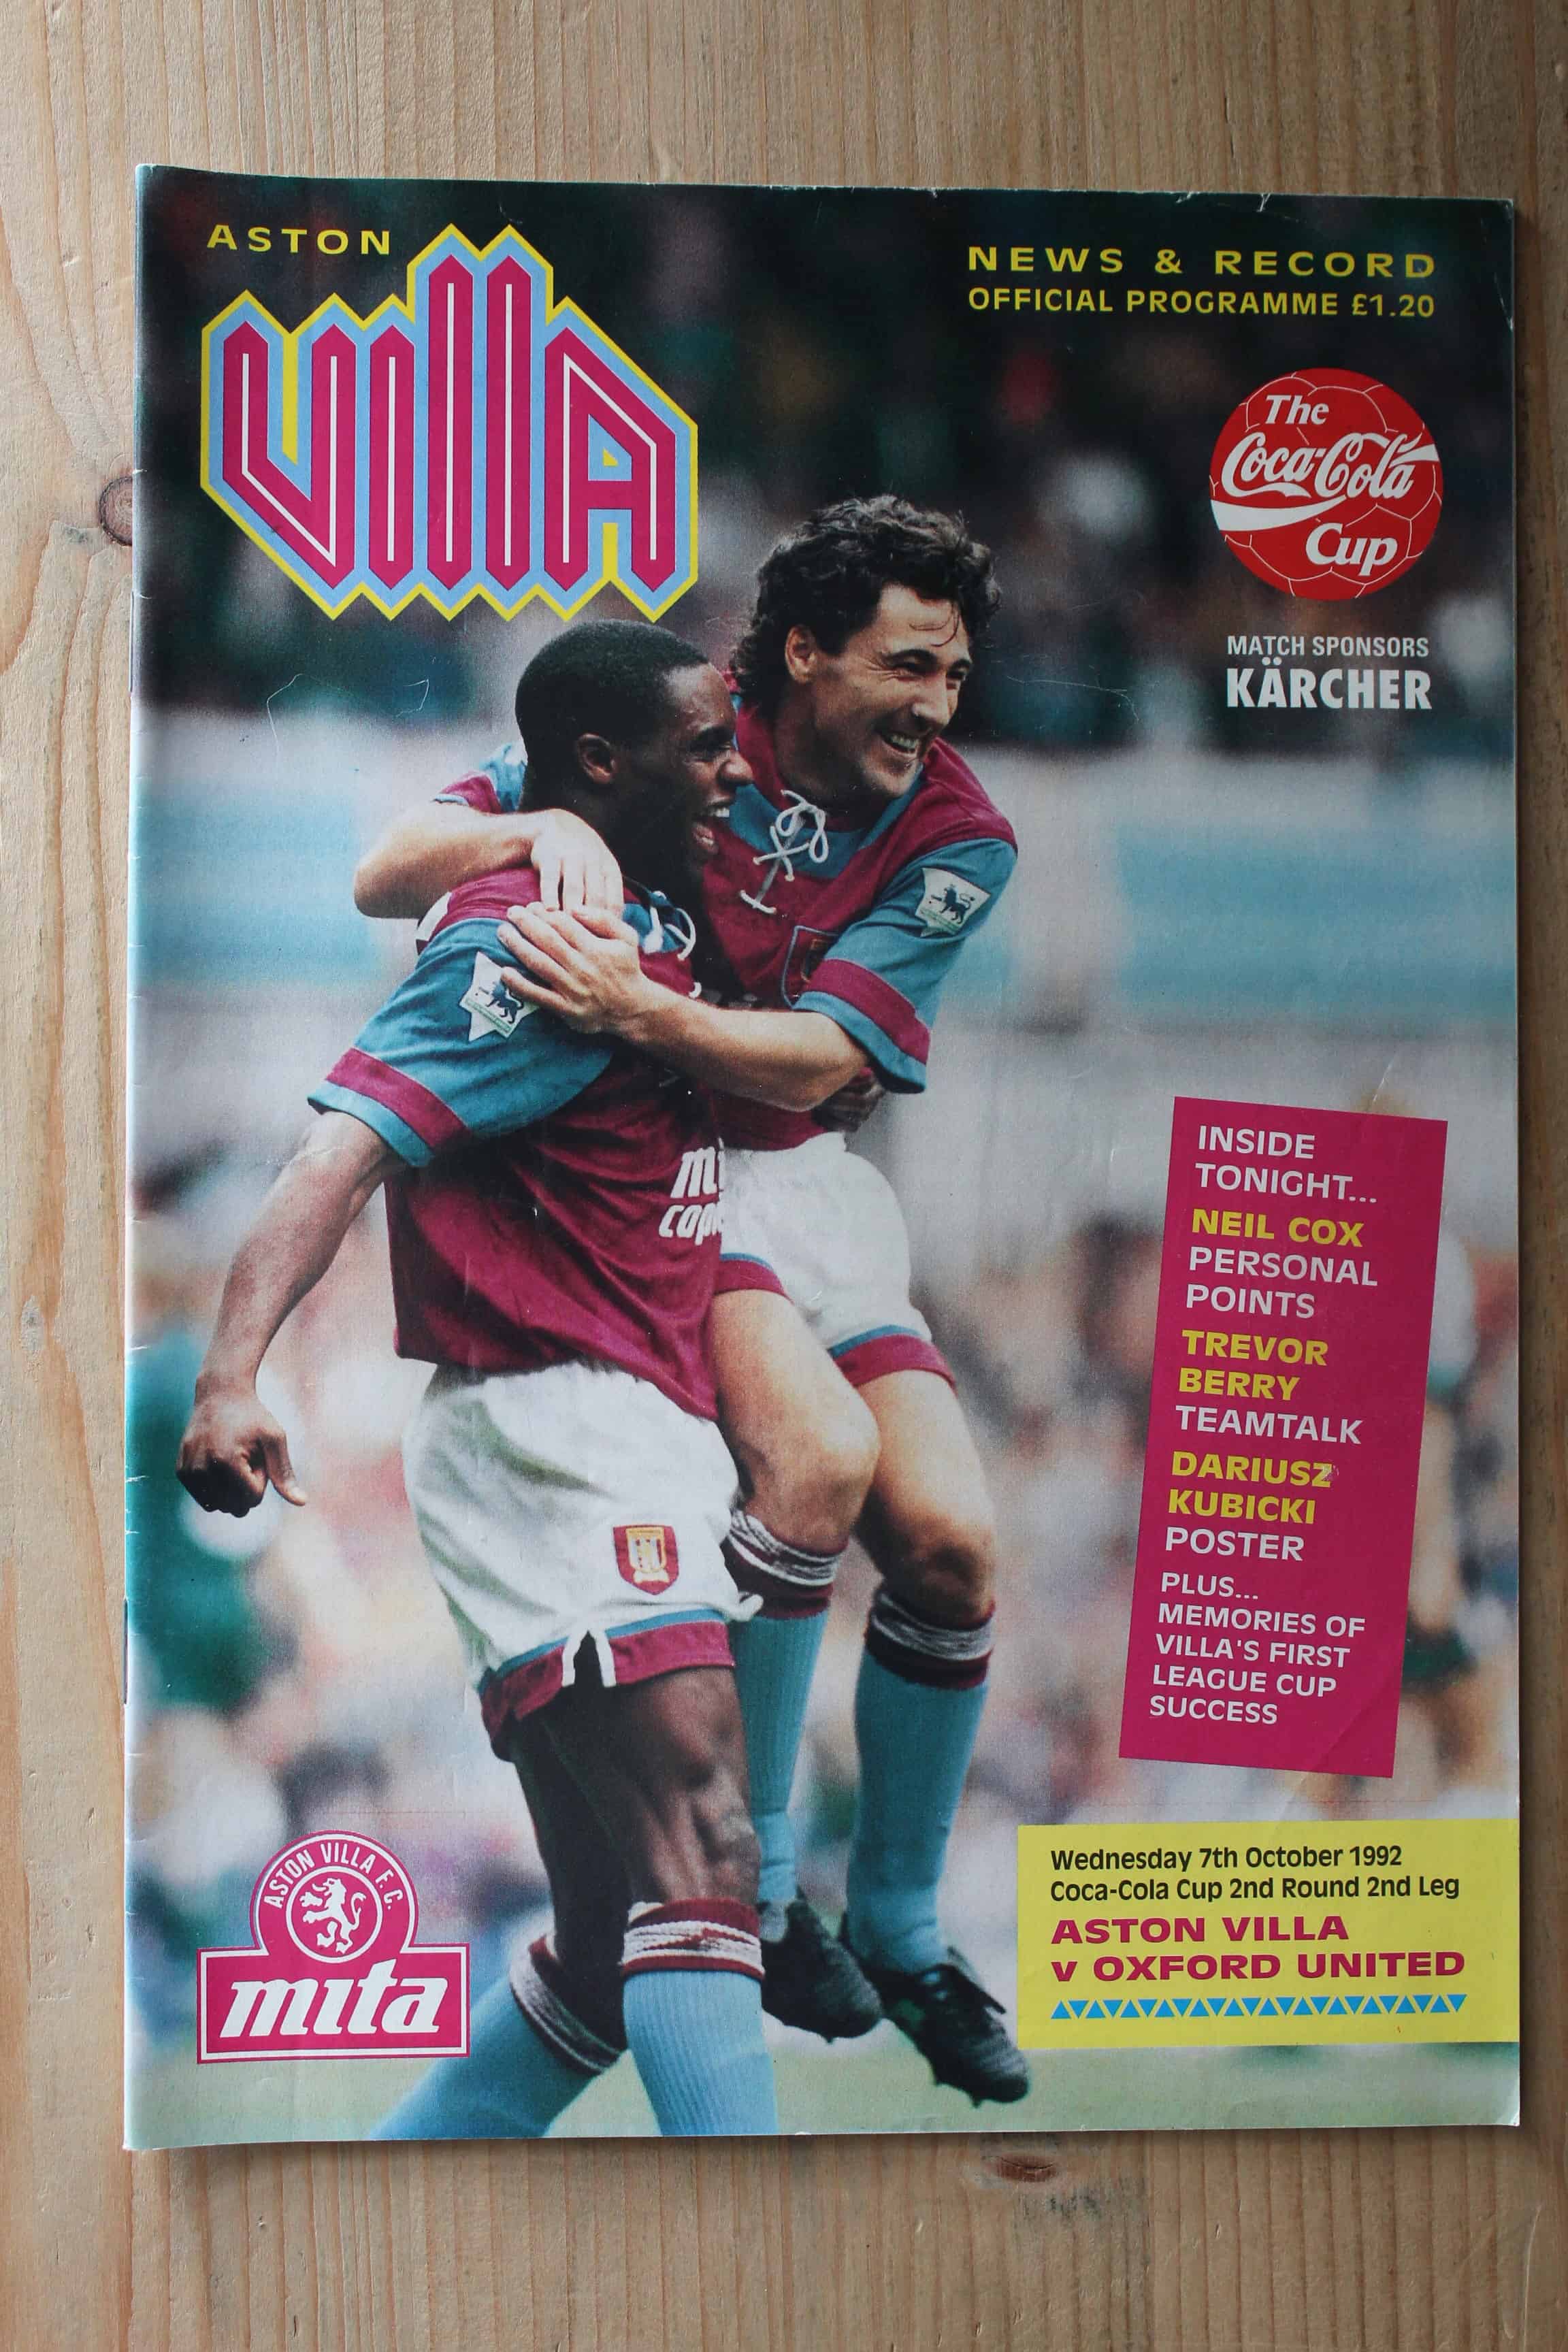 ASTON
VILLA
NEWS & RECORD
OFFICIAL PROGRAMME £1.20
The
Coca-Cola
Cup
MATCH SPONSORS
KÄRCHER
INSIDE
TONIGHT...
NEIL COX
PERSONAL
POINTS
TREVOR
BERRY
TEAMTALK
DARIUSZ
KUBICKI
POSTER
PLUS...
MEMORIES OF
VILLA'S FIRST
LEAGUE CUP
SUCCESS
ASTON VILLA F.C.
mita
Wednesday 7th October 1992
Coca-Cola Cup 2nd Round 2nd Leg
ASTON VILLA
v OXFORD UNITED